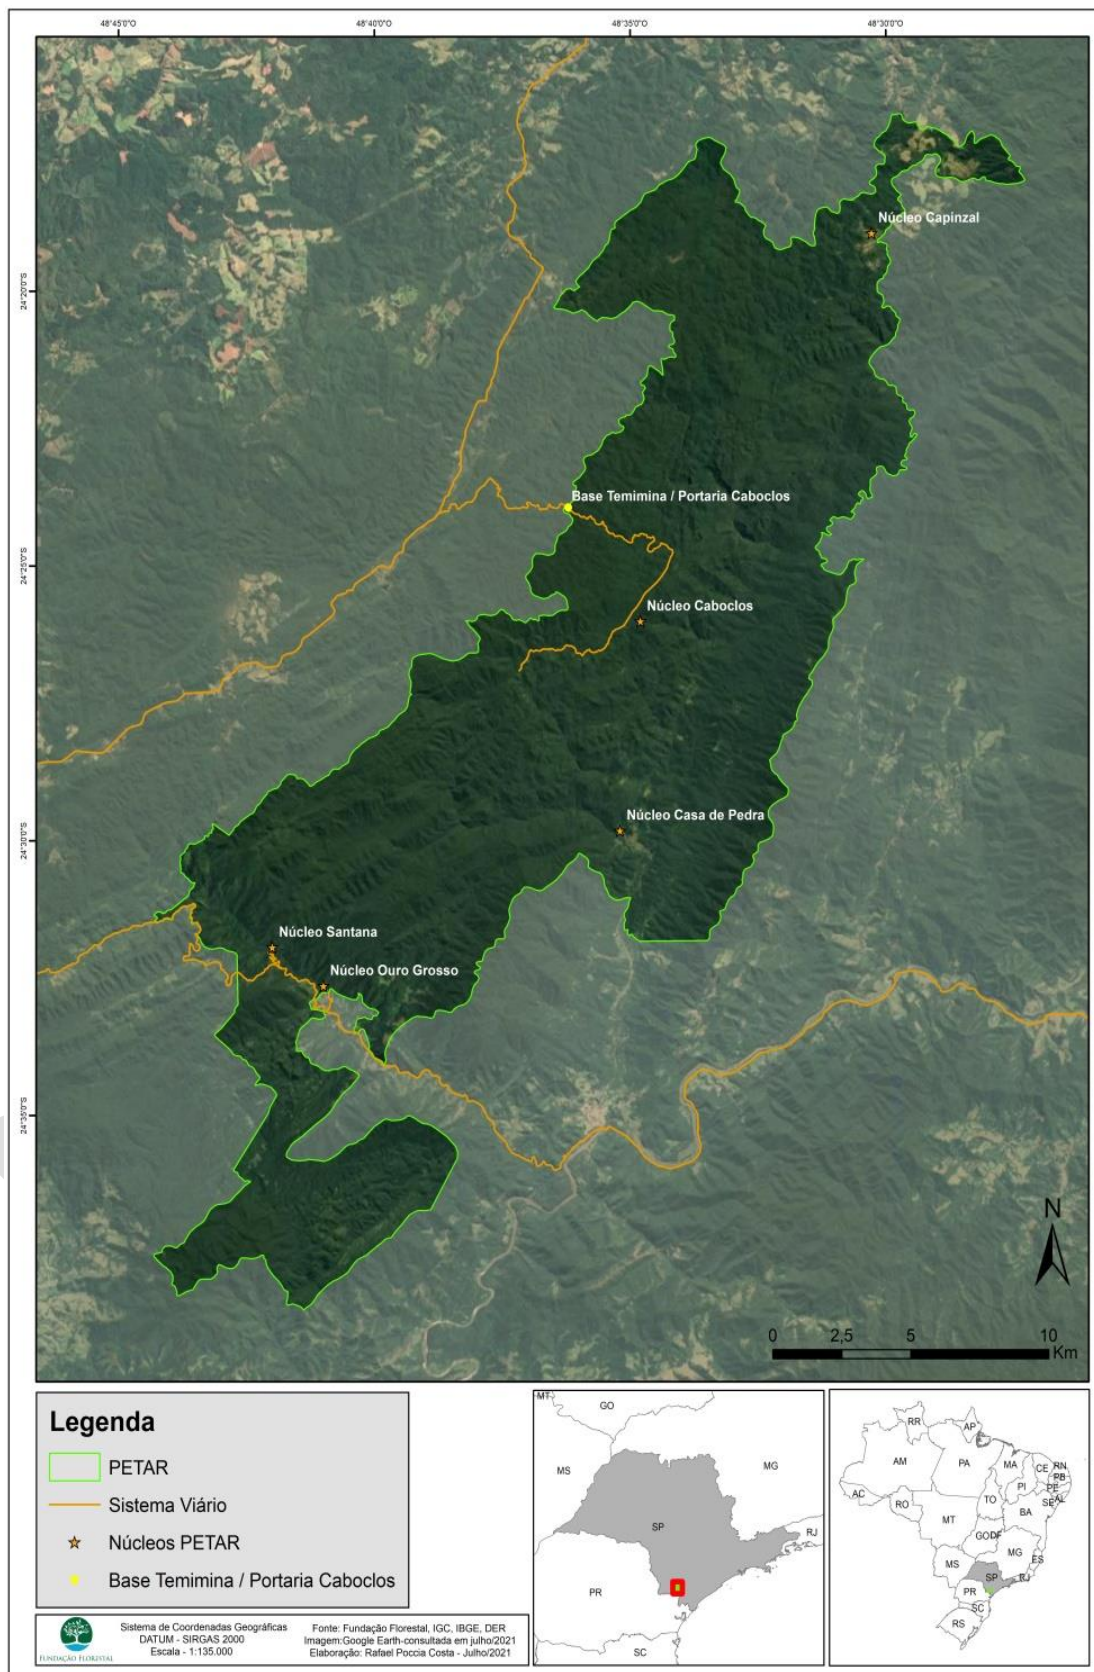 48°45'0"O
48°40'0"O
48°35'0"O
48°30'0"O
24°20'0"S
24°25'0"S
24°30'0"S
24°35'0"S
Núcleo Capinzal
Base Temimina / Portaria Caboclos
Núcleo Caboclos
Núcleo Casa de Pedra
Núcleo Santana
Núcleo Ouro Grosso
N
0 2,5 5 10
Km
Legenda
PETAR
Sistema Viário
Núcleos PETAR
Base Temimina / Portaria Caboclos
FUNDAÇÃO FLORESTAL
Sistema de Coordenadas Geográficas
DATUM - SIRGAS 2000
Escala - 1:135.000
Fonte: Fundação Florestal, IGC, IBGE, DER
Imagem:Google Earth-consultada em julho/2021
Elaboração: Rafael Poccia Costa - Julho/2021
MT
GO
MS
MG
SP
RJ
PR
SC
RR
AP
AM
PA
MA
CE
RN
PB
PE
AL
SE
PI
AC
RO
TO
BA
MT
GO
DF
MG
ES
MS
SP
RJ
PR
SC
RS